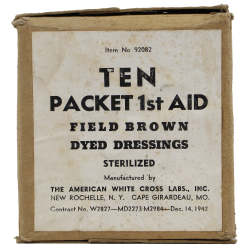 Item No 92082
TEN
PACKET 1st AID
FIELD BROWN
DYED DRESSINGS
STERILIZED
Manufactured by
THE AMERICAN WHITE CROSS LABS., INC.
NEW ROCHELLE, N. Y. CAPE GIRARDEAU, MO.
Contract No. W2827—MD2273-M2984—Dec. 14, 1942